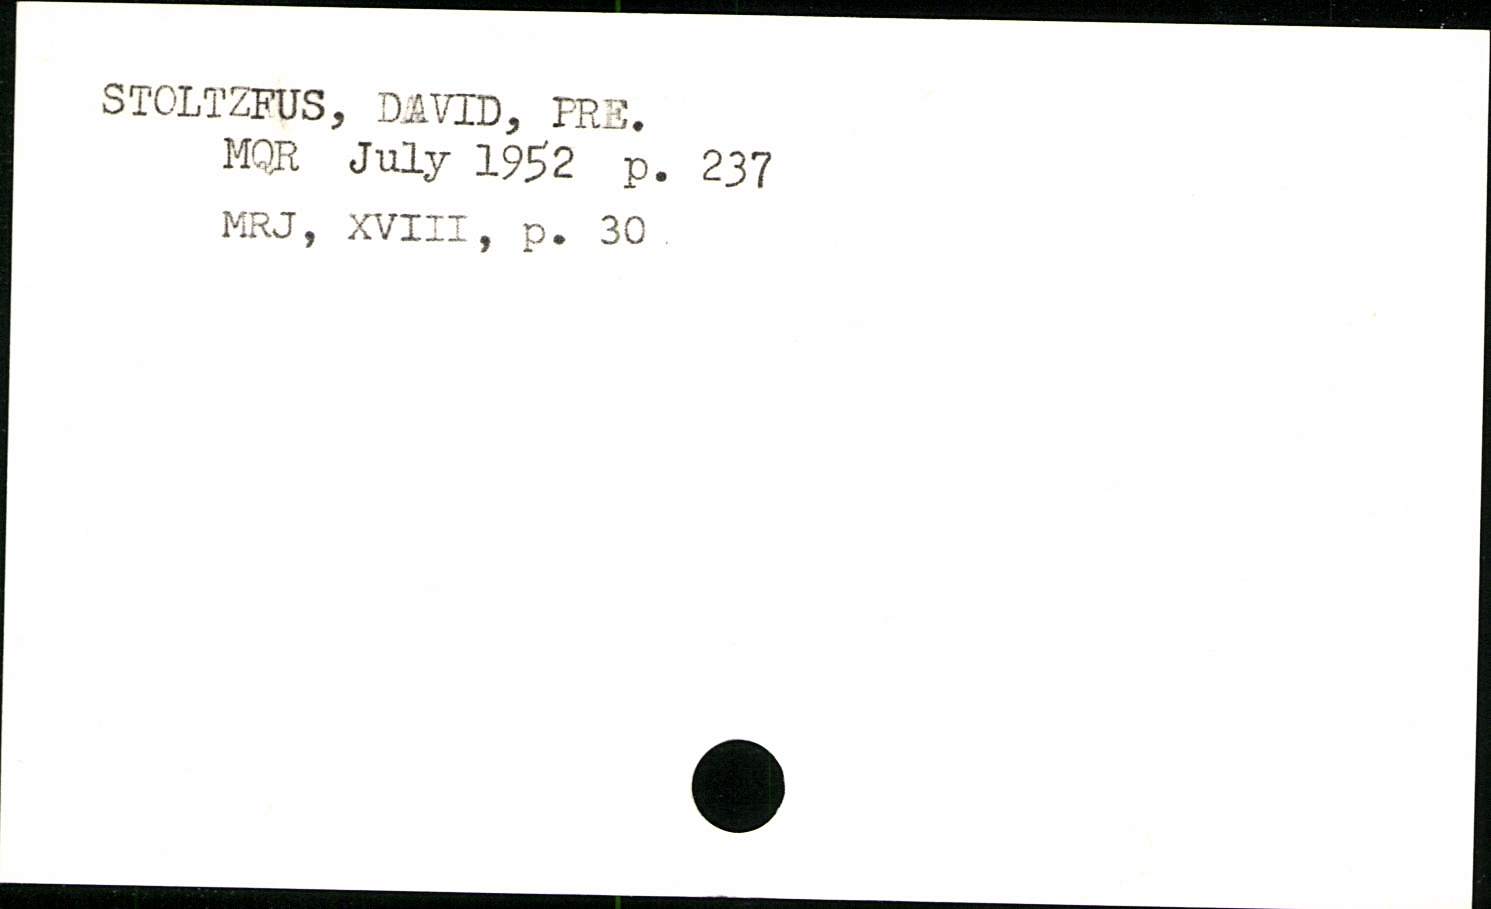 STOLTZFUS, DAVID, PRE.
MQR July 1952 p. 237
MRJ, XVIII, p. 30